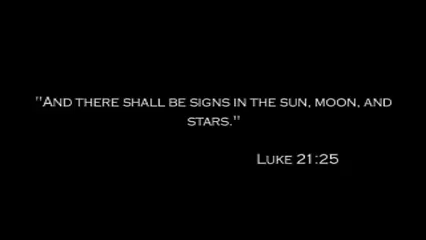 "And there shall be signs in the sun, moon, and
stars."
Luke 21:25